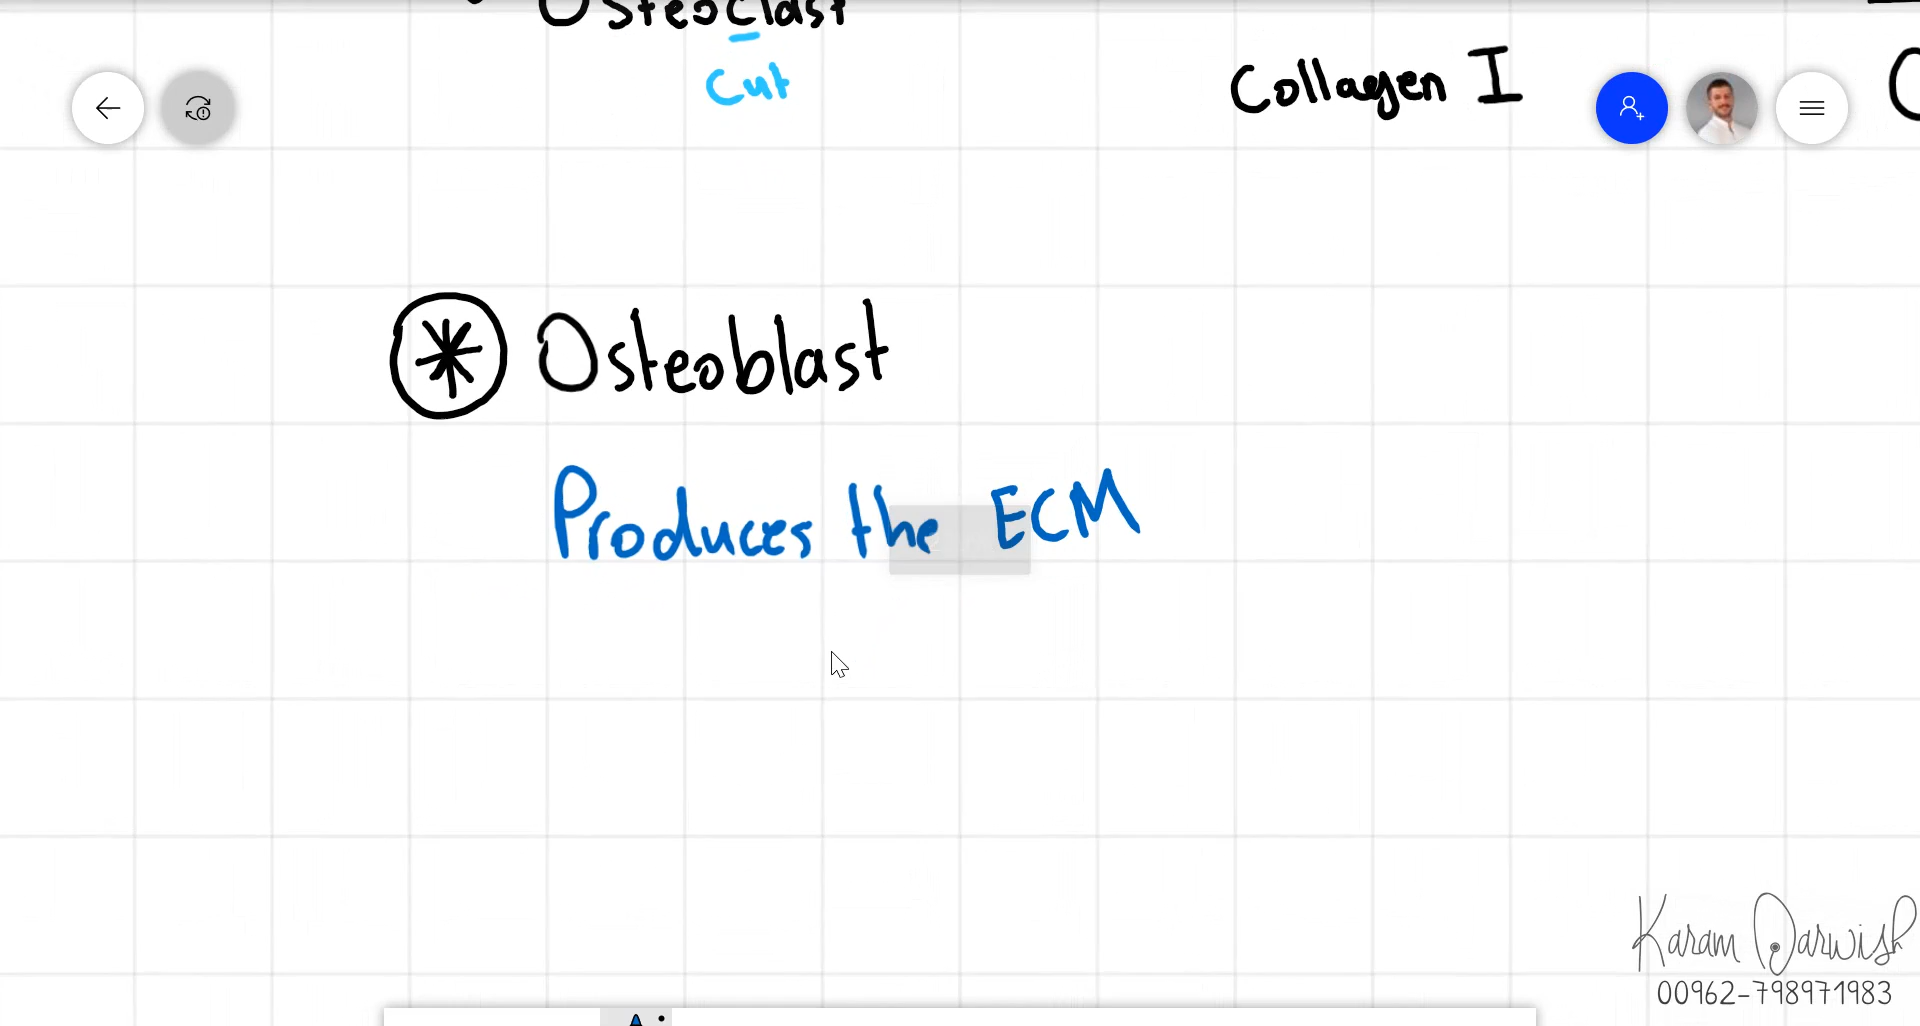 Osteoclast
Cut
Collagen I
* Osteoblast
Produces the ECM
Karam Darwish
00962-798971983